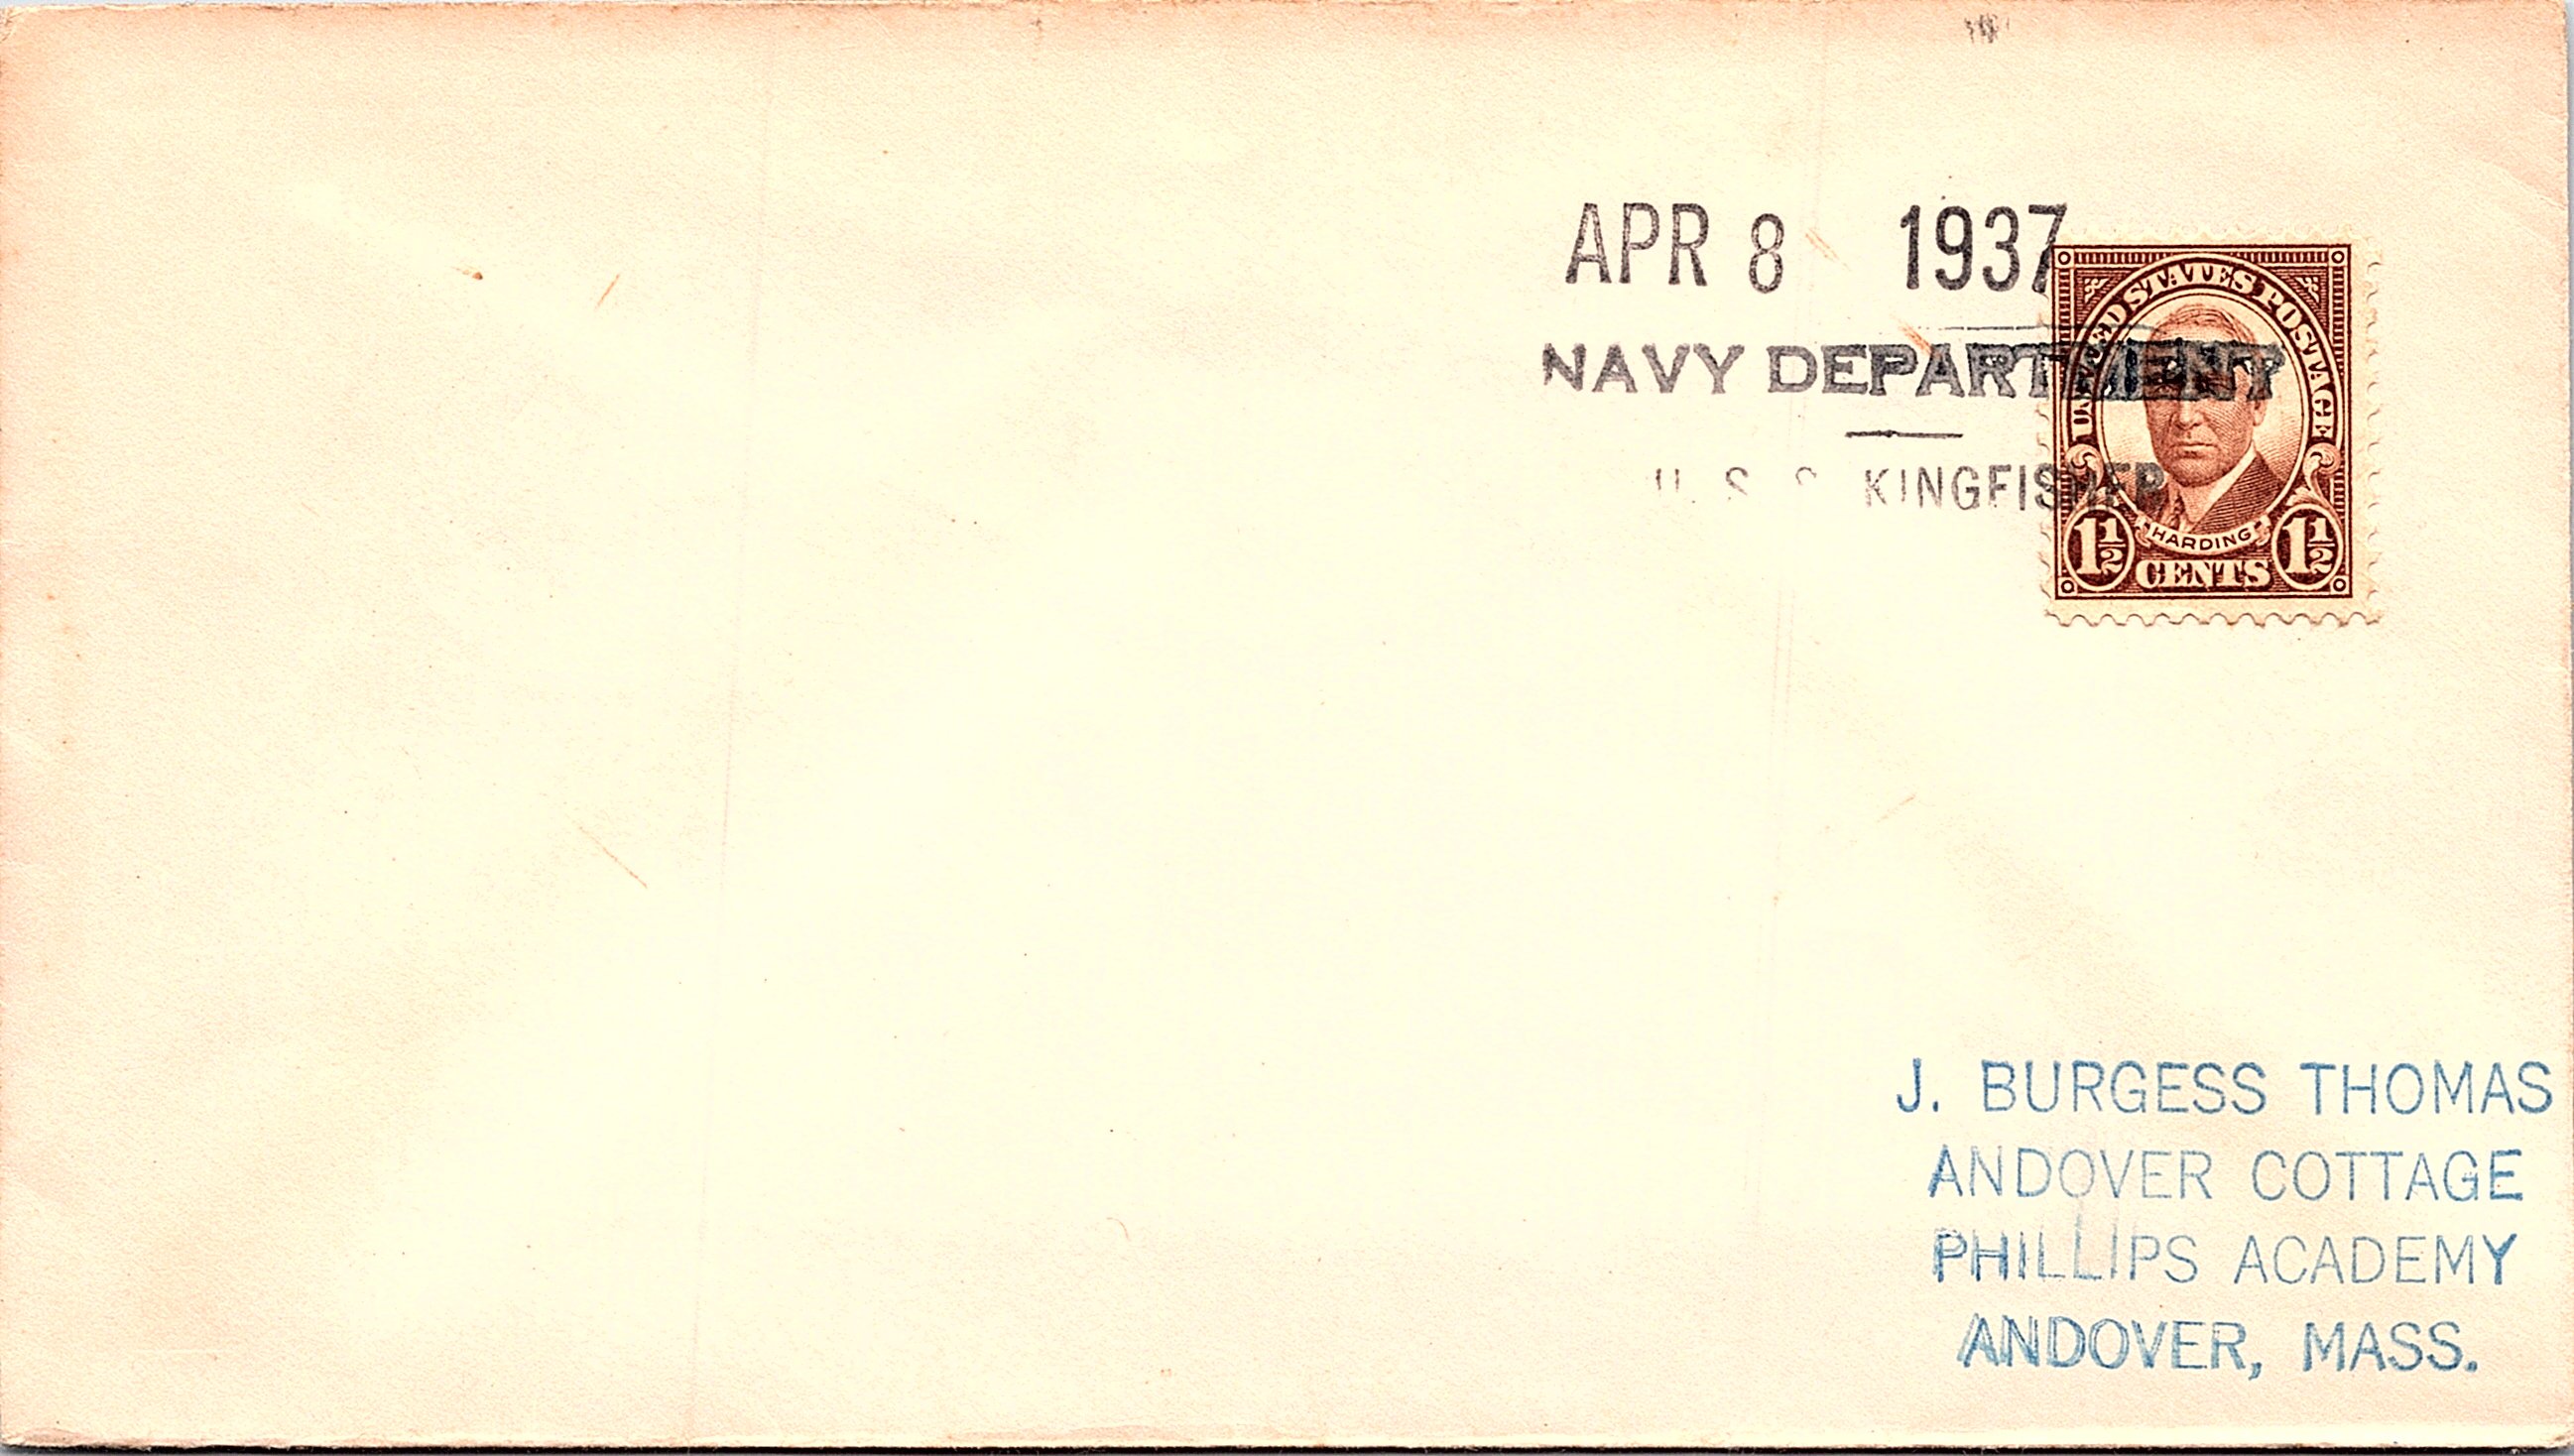 APR 8 1937
NAVY DEPARTMENT
U. S. S. KINGFISHER
UNITED STATES POSTAGE
HARDING
1½ CENTS 1½
J. BURGESS THOMAS
ANDOVER COTTAGE
PHILLIPS ACADEMY
ANDOVER, MASS.